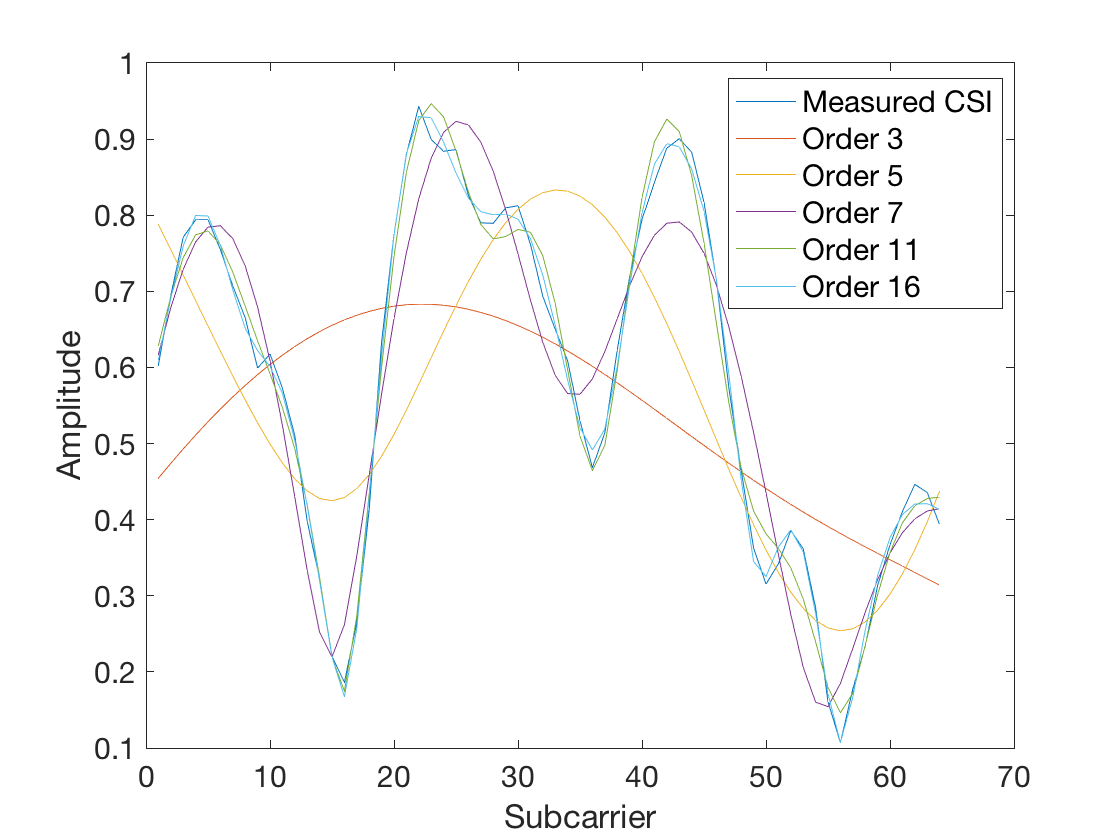 1
0.9
0.8
0.7
0.6
0.5
0.4
0.3
0.2
0.1
Amplitude
Measured CSI
Order 3
Order 5
Order 7
Order 11
Order 16
0 10 20 30 40 50 60 70
Subcarrier